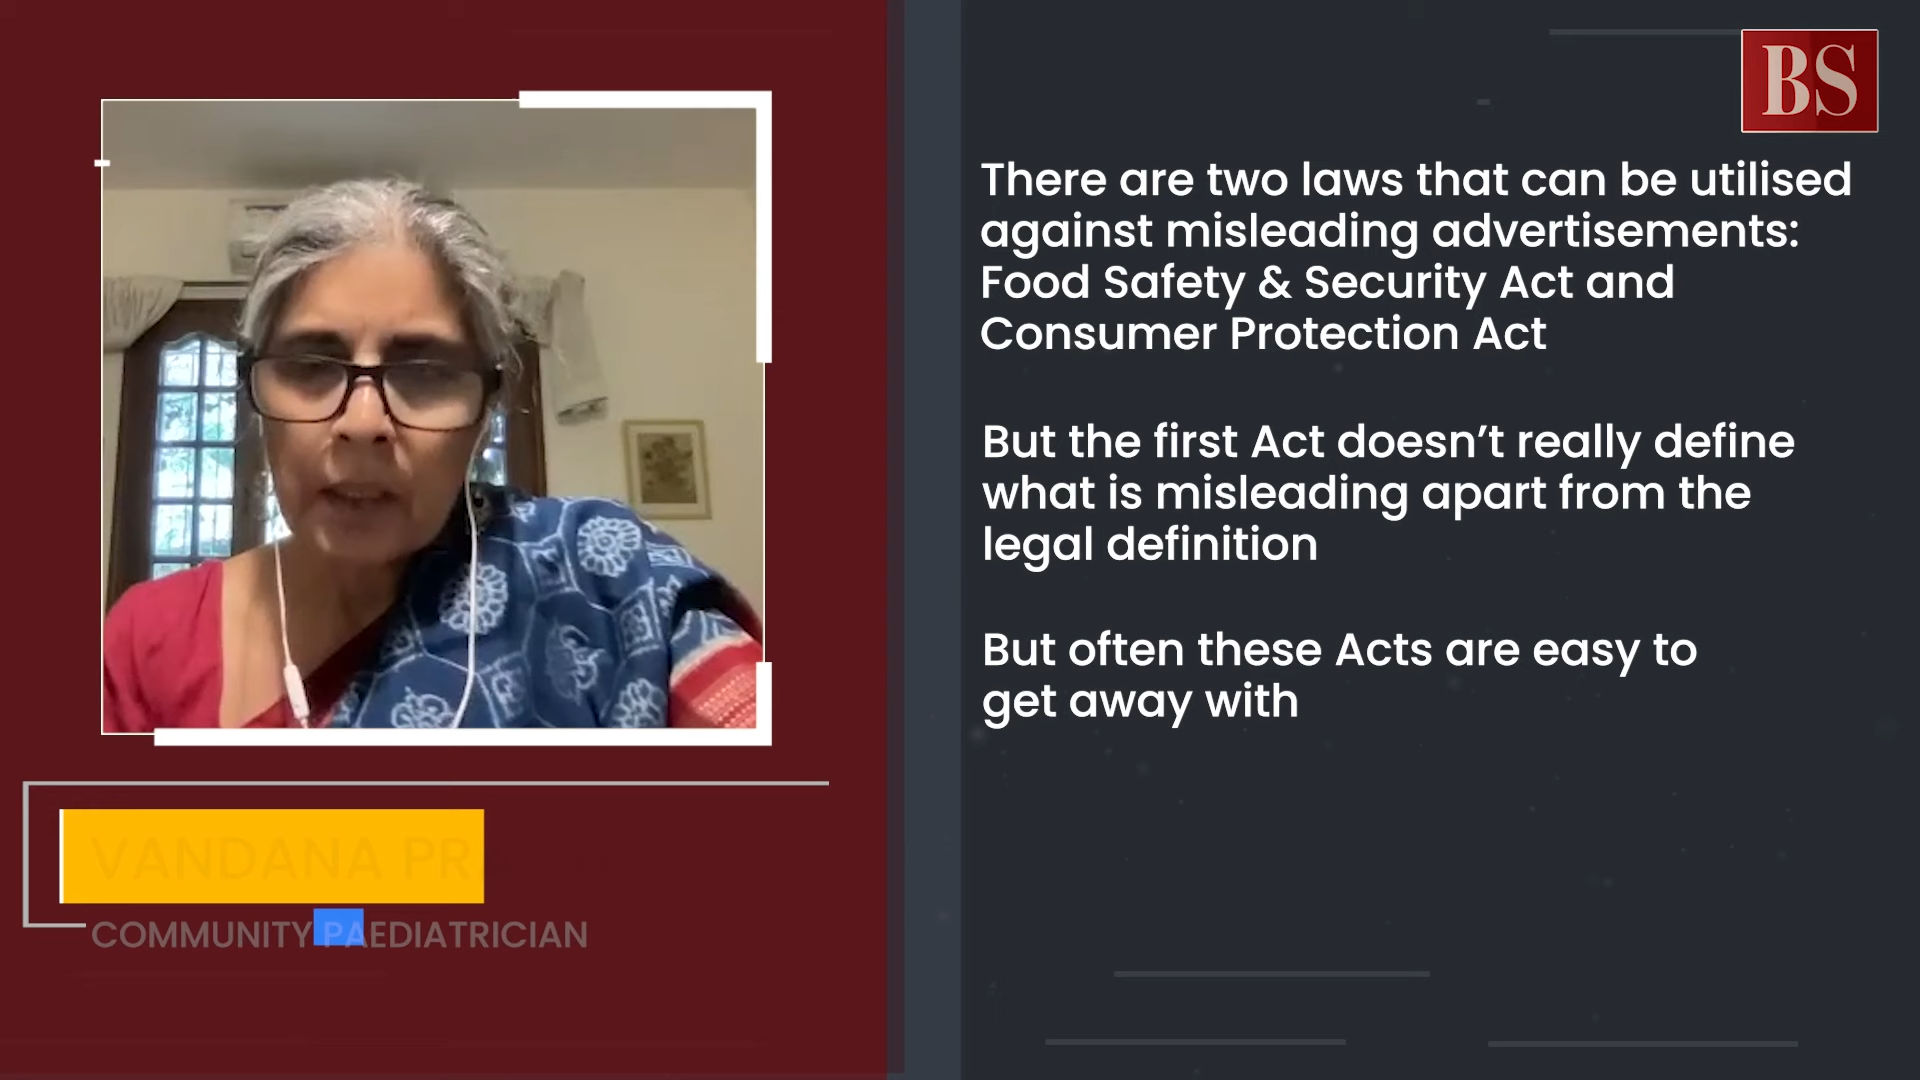 BS
There are two laws that can be utilised
against misleading advertisements:
Food Safety & Security Act and
Consumer Protection Act
But the first Act doesn’t really define
what is misleading apart from the
legal definition
But often these Acts are easy to
get away with
VANDANA
COMMUNITY PAEDIATRICIAN